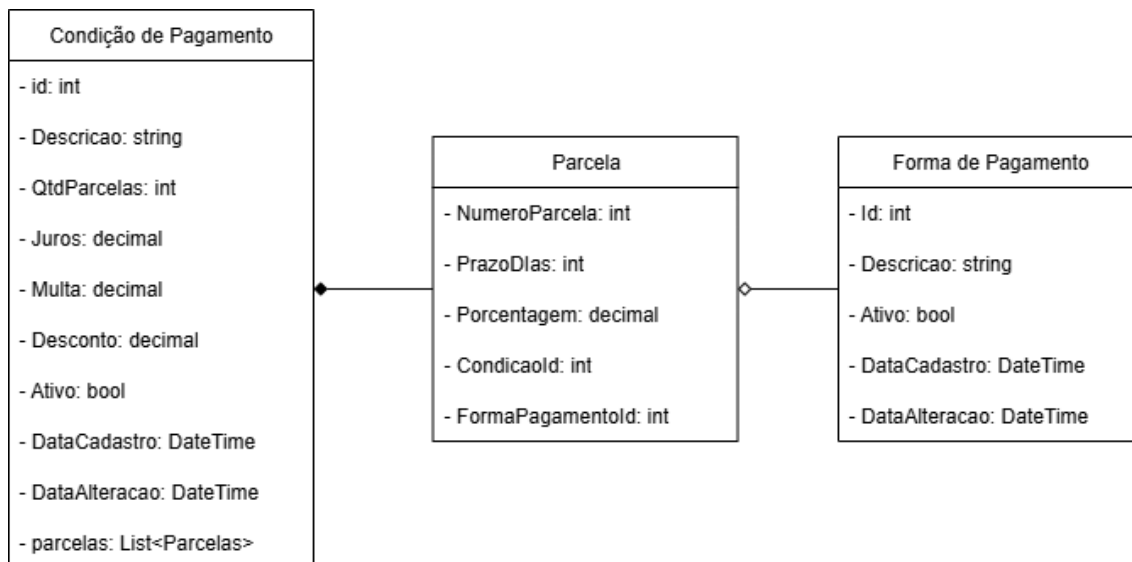 Condição de Pagamento
- id: int
- Descricao: string
- QtdParcelas: int
- Juros: decimal
- Multa: decimal
- Desconto: decimal
- Ativo: bool
- DataCadastro: DateTime
- DataAlteracao: DateTime
- parcelas: List<Parcelas>
Parcela
- NumeroParcela: int
- PrazoDIas: int
- Porcentagem: decimal
- CondicaoId: int
- FormaPagamentoId: int
Forma de Pagamento
- Id: int
- Descricao: string
- Ativo: bool
- DataCadastro: DateTime
- DataAlteracao: DateTime